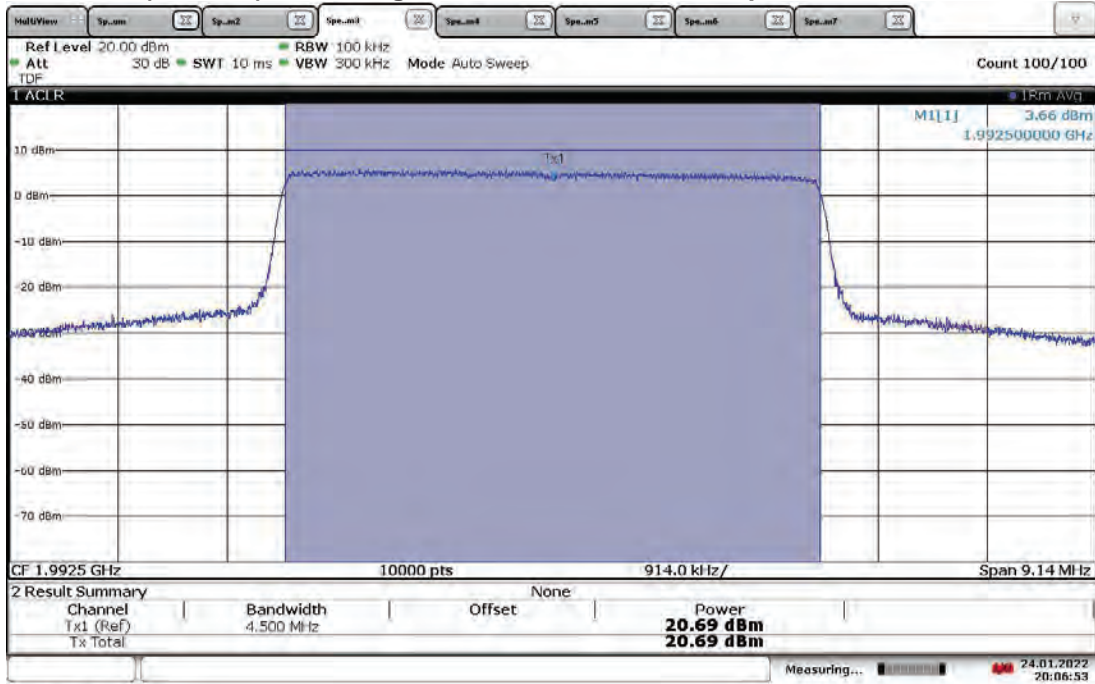 MultiView Sp..um Sp..m2 Spe..m3 Spe..m4 Spe..m5 Spe..m6 Spe..m7
Ref Level 20.00 dBm RBW 100 kHz
Att 30 dB SWT 10 ms VBW 300 kHz Mode Auto Sweep Count 100/100
TDF
1 ACLR 1Rm Avg
M1[1] 3.66 dBm
1.992500000 GHz
10 dBm
Tx1
0 dBm
-10 dBm
-20 dBm
-40 dBm
-50 dBm
-60 dBm
-70 dBm
CF 1.9925 GHz 10000 pts 914.0 kHz/ Span 9.14 MHz
2 Result Summary None
Channel Bandwidth Offset Power
Tx1 (Ref) 4.500 MHz 20.69 dBm
Tx Total 20.69 dBm
Measuring... 24.01.2022
20:06:53